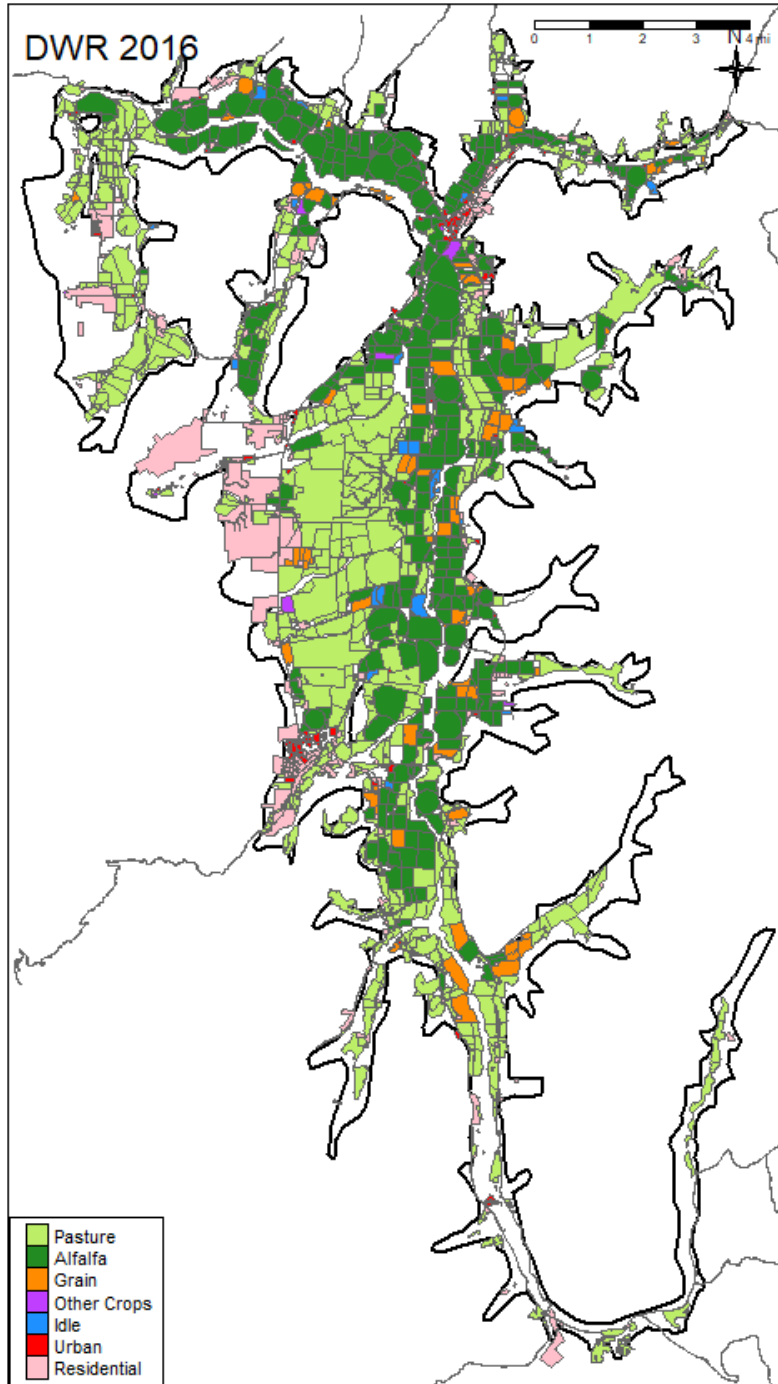 DWR 2016
N
0 1 2 3 4 mi
Pasture
Alfalfa
Grain
Other Crops
Idle
Urban
Residential